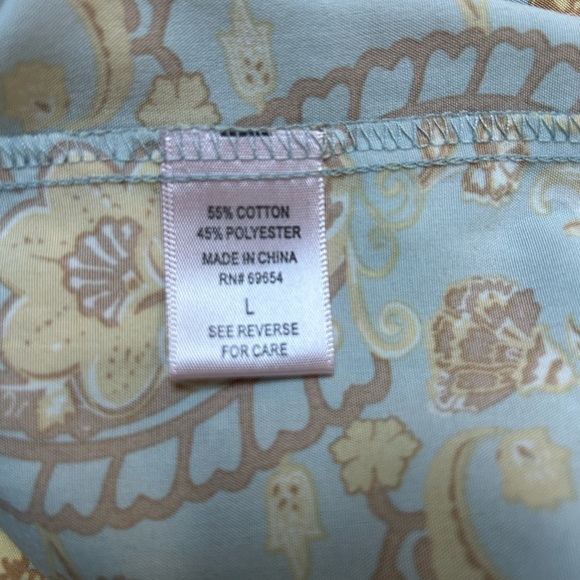 55% COTTON
45% POLYESTER
MADE IN CHINA
RN# 69654
L
SEE REVERSE
FOR CARE